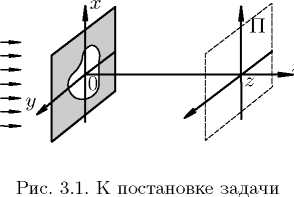 x
П
y
0
z
Рис. 3.1. К постановке задачи